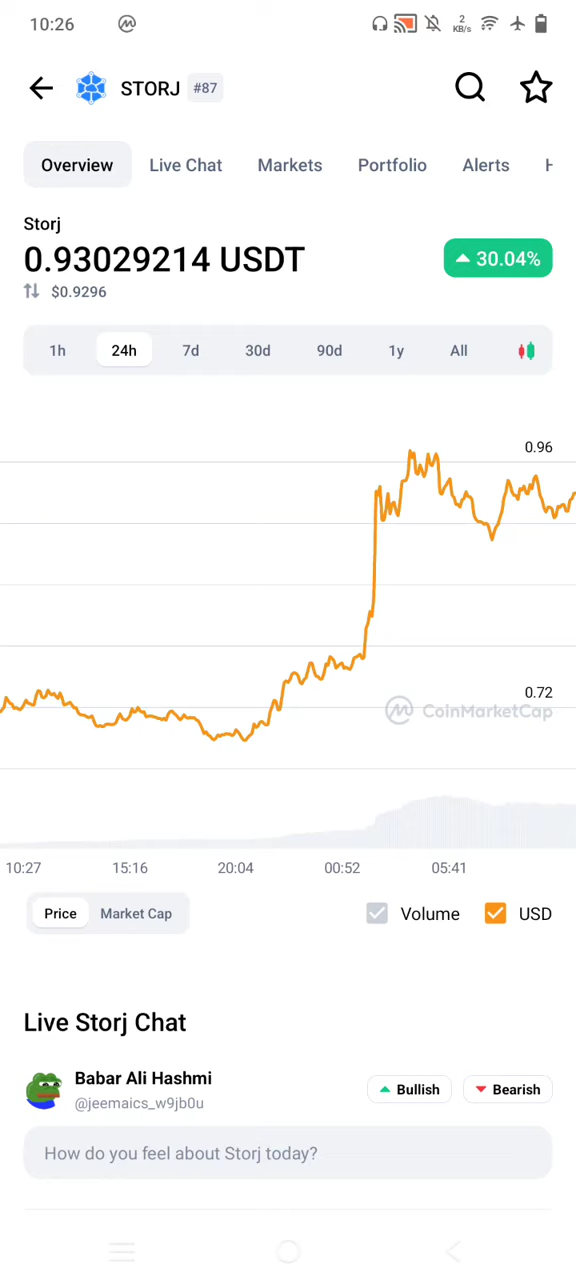 10:26
2
KB/s
STORJ #87
Overview Live Chat Markets Portfolio Alerts H
Storj
0.93029214 USDT
30.04%
$0.9296
1h 24h 7d 30d 90d 1y All
0.96
0.72
CoinMarketCap
10:27 15:16 20:04 00:52 05:41
Price Market Cap Volume USD
Live Storj Chat
Babar Ali Hashmi
@jeemaics_w9jb0u
Bullish Bearish
How do you feel about Storj today?